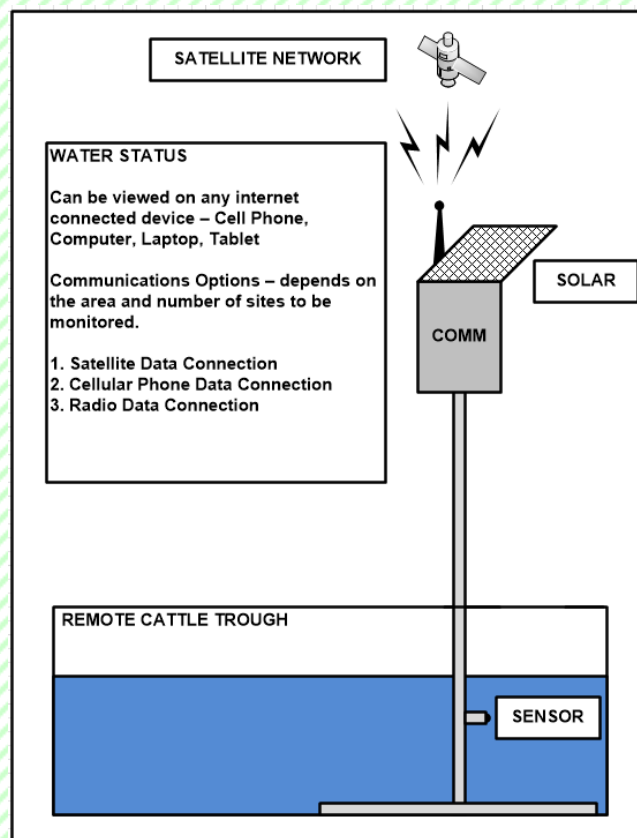 SATELLITE NETWORK
WATER STATUS
Can be viewed on any internet
connected device – Cell Phone,
Computer, Laptop, Tablet
Communications Options – depends on
the area and number of sites to be
monitored.
1. Satellite Data Connection
2. Cellular Phone Data Connection
3. Radio Data Connection
SOLAR
COMM
REMOTE CATTLE TROUGH
SENSOR